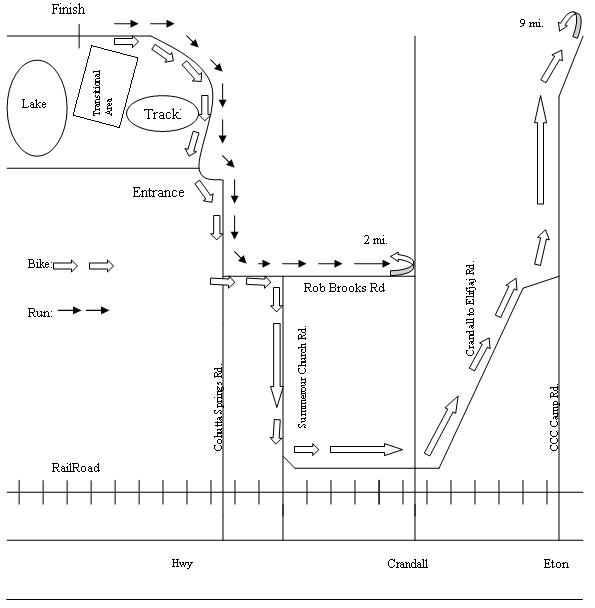 Finish
9 mi.
Lake
Transitional
Area
Track
Entrance
2 mi.
Bike:
Rob Brooks Rd
Run:
Crandall to Elifjaj Rd.
Summerour Church Rd.
Cohutta Springs Rd.
CCC Camp Rd.
RailRoad
Hwy
Crandall
Eton